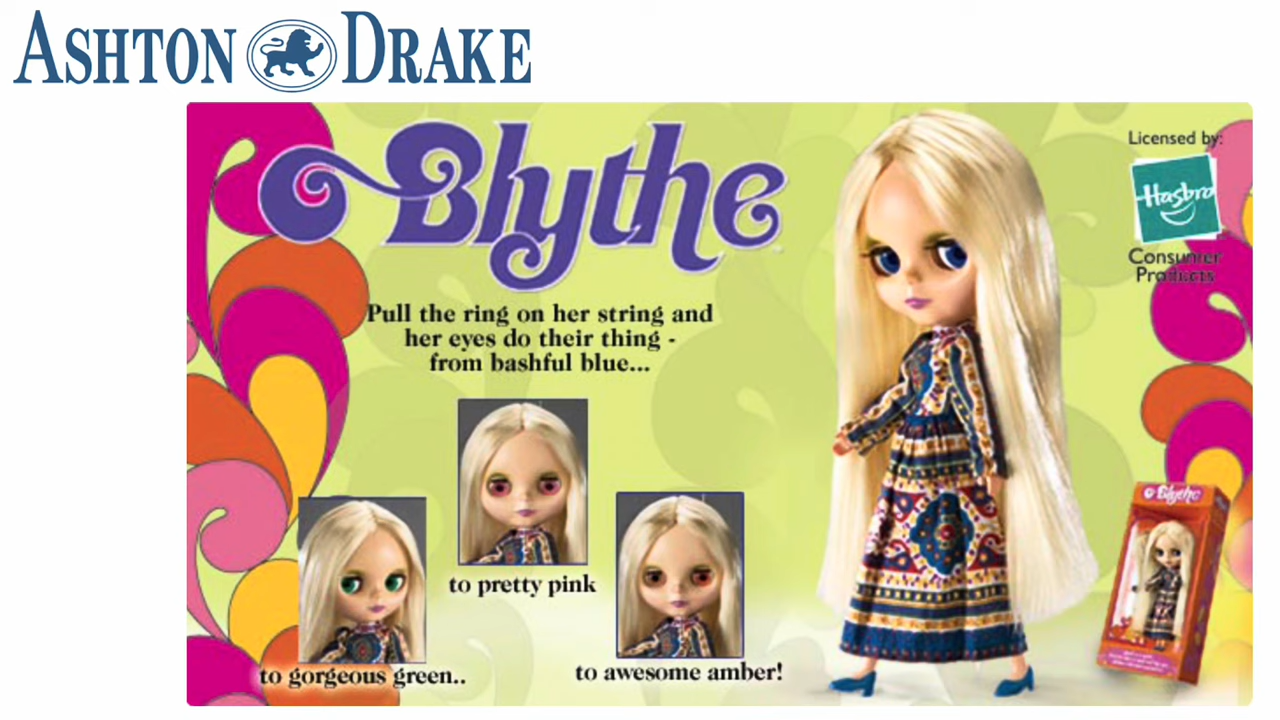 ASHTON DRAKE
Blythe
Licensed by:
Hasbro
Consumer
Products
Pull the ring on her string and
her eyes do their thing -
from bashful blue...
to pretty pink
to gorgeous green..
to awesome amber!
Blythe